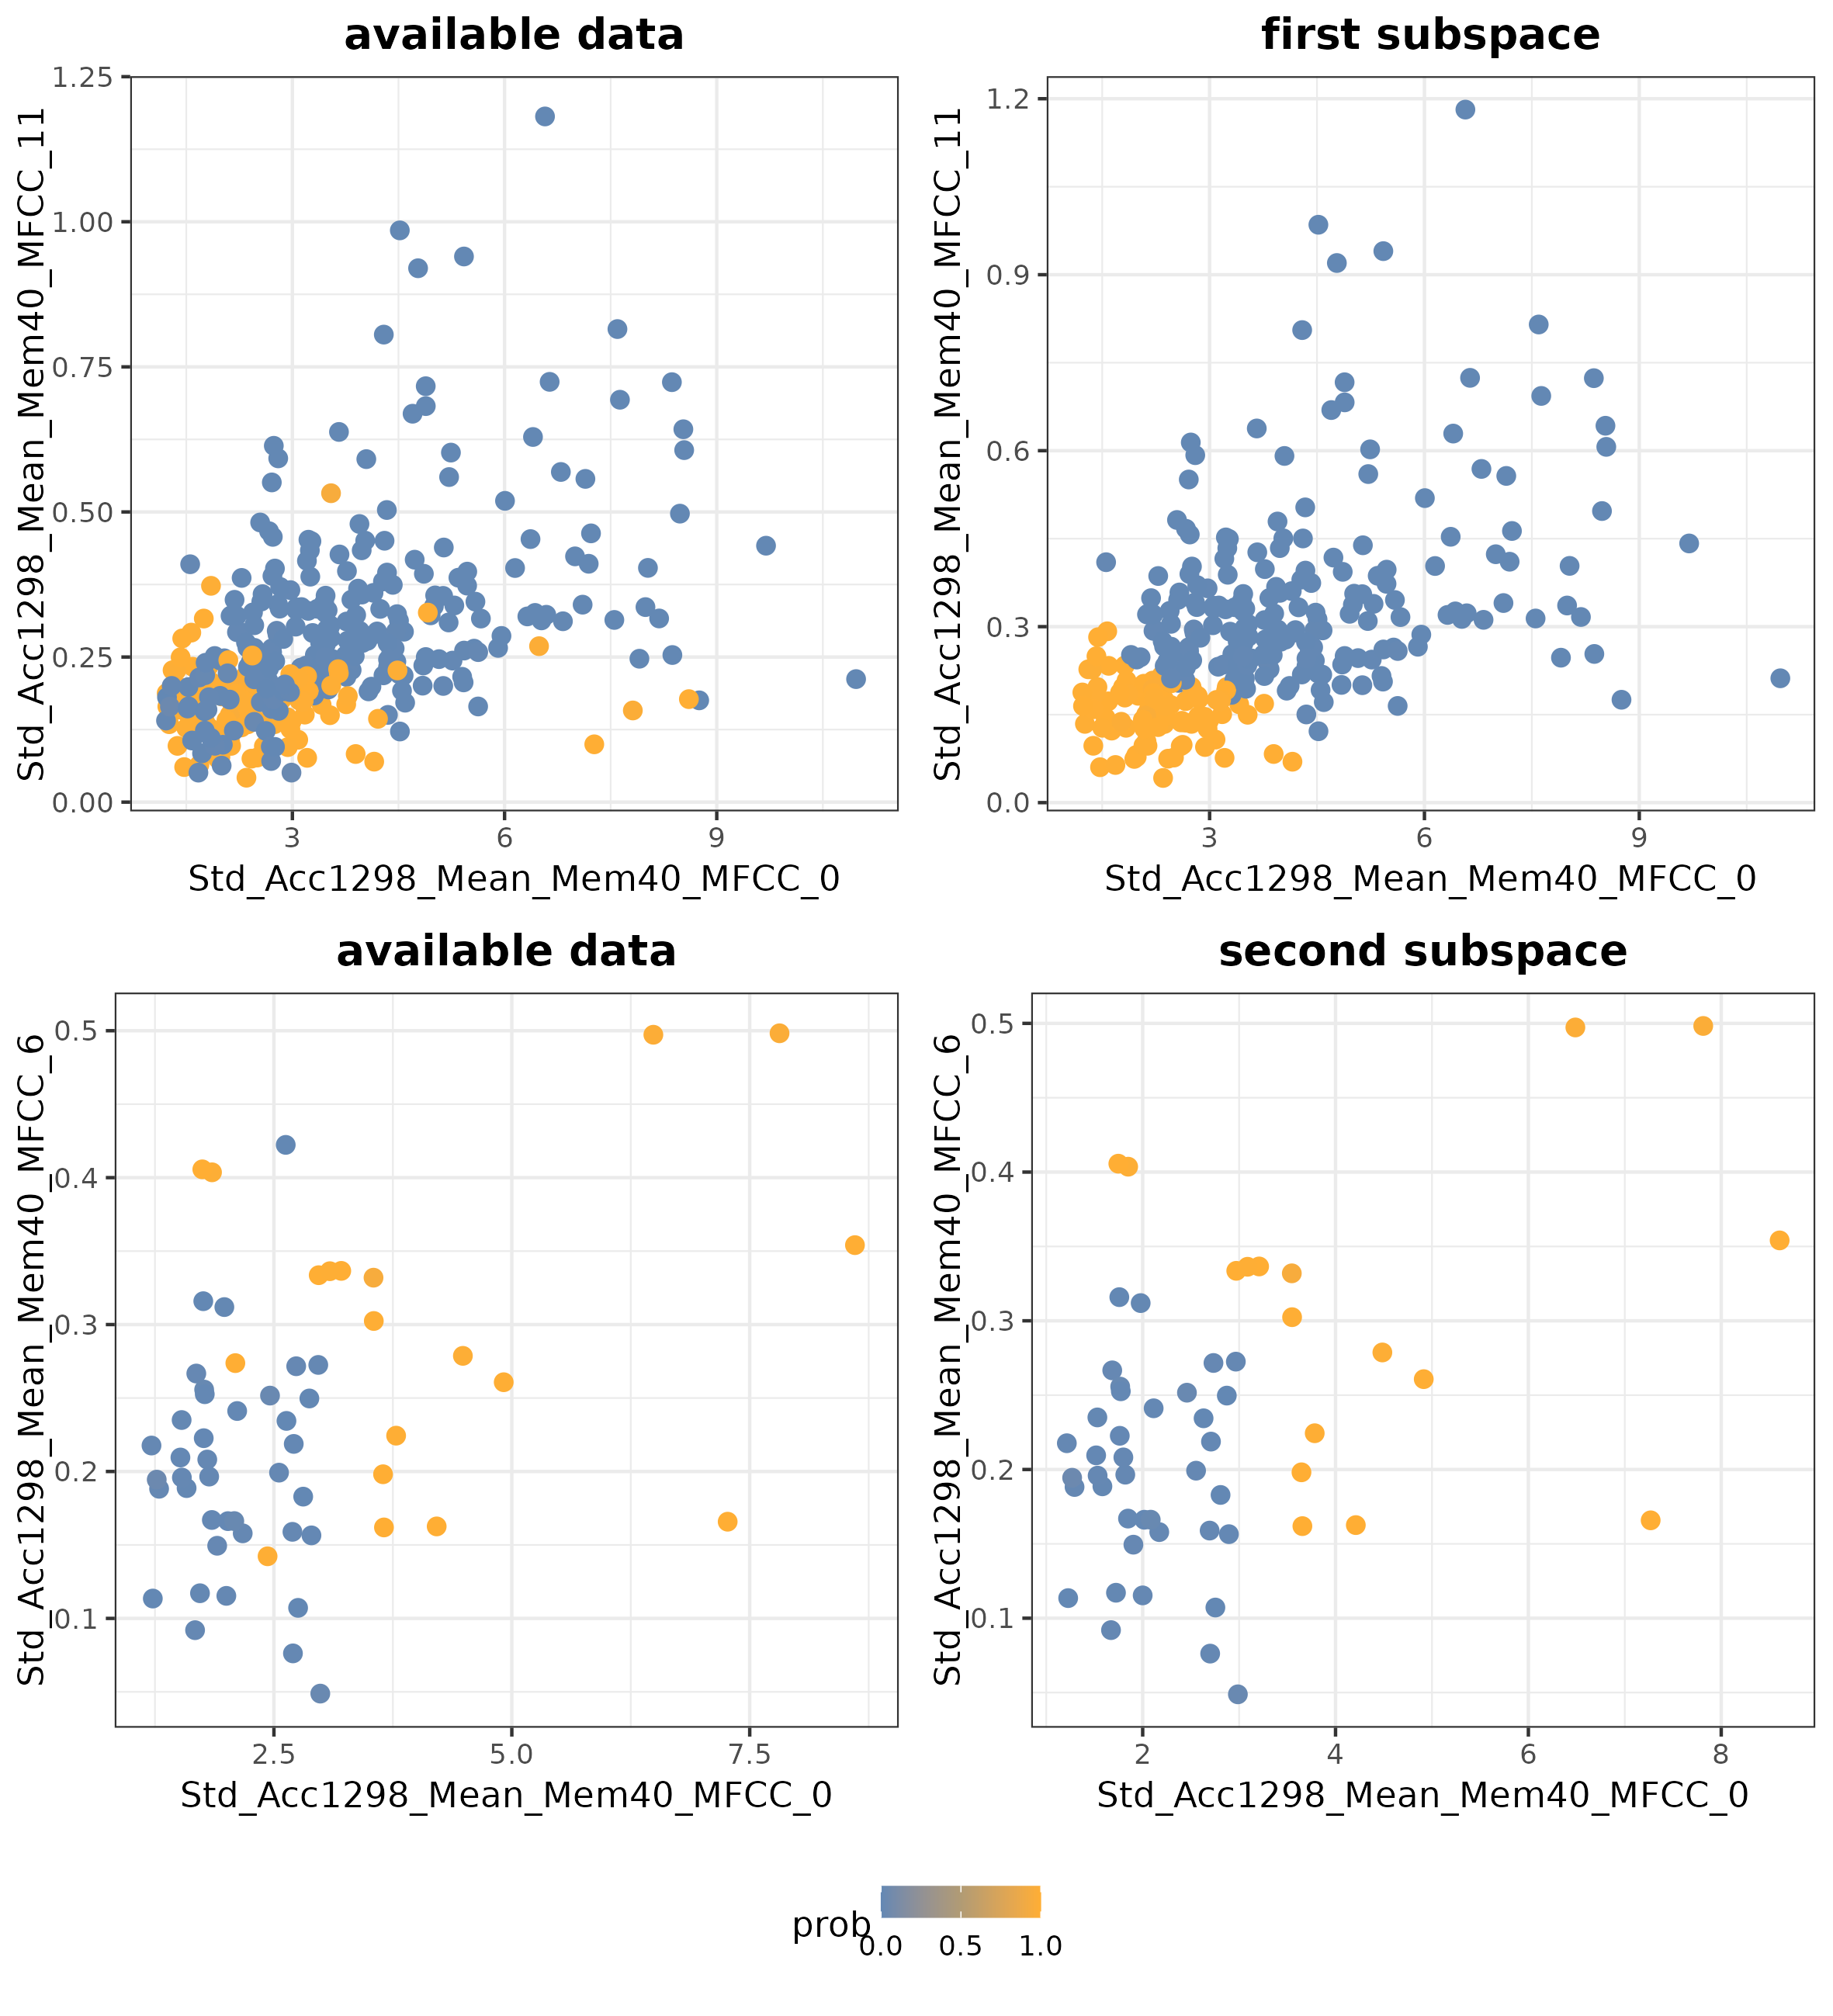 available data
first subspace
Std_Acc1298_Mean_Mem40_MFCC_11
1.25
1.00
0.75
0.50
0.25
0.00
3
6
9
Std_Acc1298_Mean_Mem40_MFCC_0
Std_Acc1298_Mean_Mem40_MFCC_11
1.2
0.9
0.6
0.3
0.0
3
6
9
Std_Acc1298_Mean_Mem40_MFCC_0
available data
second subspace
Std_Acc1298_Mean_Mem40_MFCC_6
0.5
0.4
0.3
0.2
0.1
2.5
5.0
7.5
Std_Acc1298_Mean_Mem40_MFCC_0
Std_Acc1298_Mean_Mem40_MFCC_6
0.5
0.4
0.3
0.2
0.1
2
4
6
8
Std_Acc1298_Mean_Mem40_MFCC_0
prob
0.0
0.5
1.0